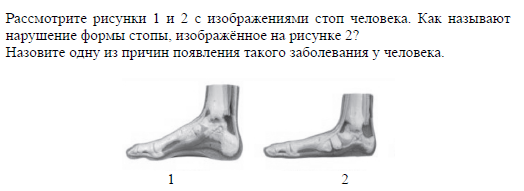 Рассмотрите рисунки 1 и 2 с изображениями стоп человека. Как называют
нарушение формы стопы, изображённое на рисунке 2?
Назовите одну из причин появления такого заболевания у человека.
1 2